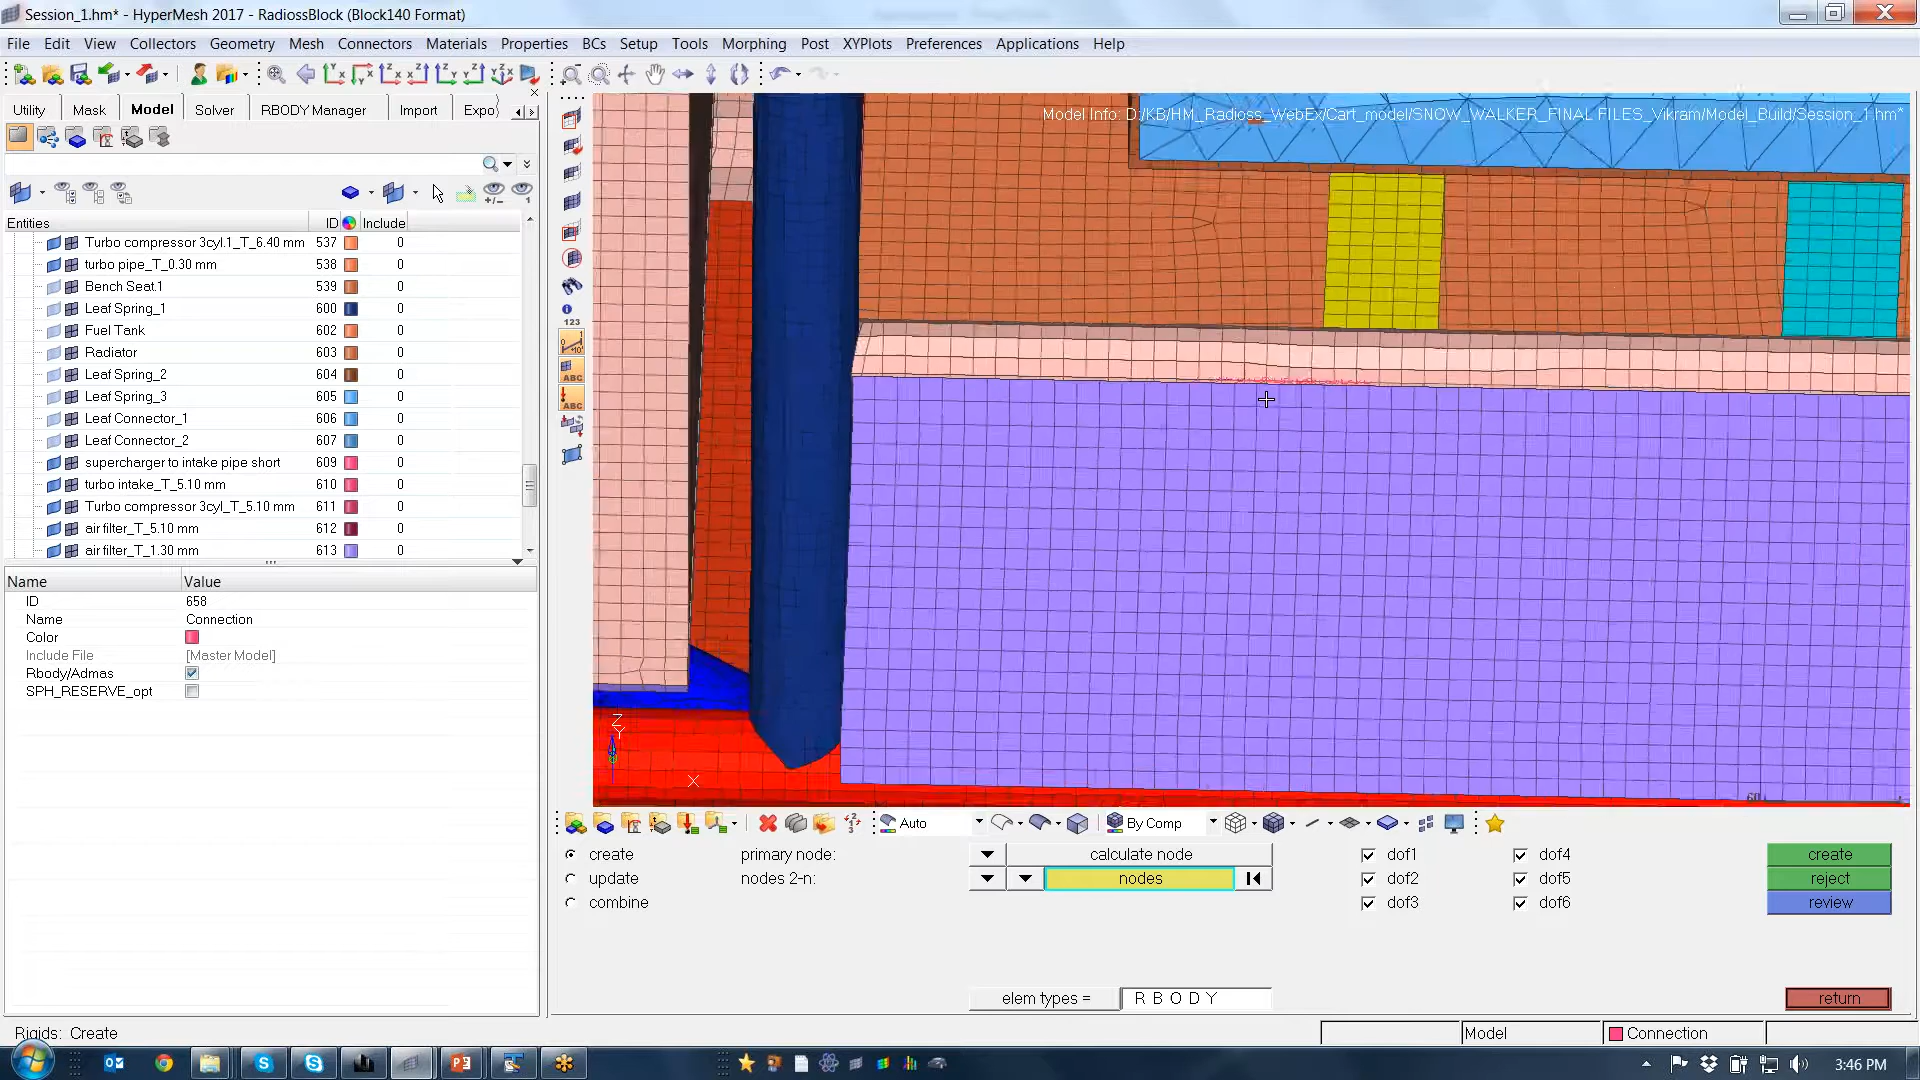 Session_1.hm* - HyperMesh 2017 - RadiossBlock (Block140 Format)
File Edit View Collectors Geometry Mesh Connectors Materials Properties BCs Setup Tools Morphing Post XYPlots Preferences Applications Help
Utility Mask Model Solver RBODY Manager Import Expo
Model Info: D:/KB/HM_Radioss_WebEx/Cart_model/SNOW_WALKER_FINAL FILES_Vikram/Model_Build/Session_1.hm*
Entities ID Include
Turbo compressor 3cyl.1_T_6.40 mm 537 0
turbo pipe_T_0.30 mm 538 0
Bench Seat.1 539 0
Leaf Spring_1 600 0
Fuel Tank 602 0
Radiator 603 0
Leaf Spring_2 604 0
Leaf Spring_3 605 0
Leaf Connector_1 606 0
Leaf Connector_2 607 0
supercharger to intake pipe short 609 0
turbo intake_T_5.10 mm 610 0
Turbo compressor 3cyl_T_5.10 mm 611 0
air filter_T_5.10 mm 612 0
air filter_T_1.30 mm 613 0
123
ABC
ABC
Name Value
ID 658
Name Connection
Color
Include File [Master Model]
Rbody/Admas
SPH_RESERVE_opt
Z
Y
X
Auto By Comp
create primary node: calculate node dof1 dof4 create
update nodes 2-n: nodes dof2 dof5 reject
combine dof3 dof6 review
elem types = RBODY return
Rigids: Create Model Connection
3:46 PM